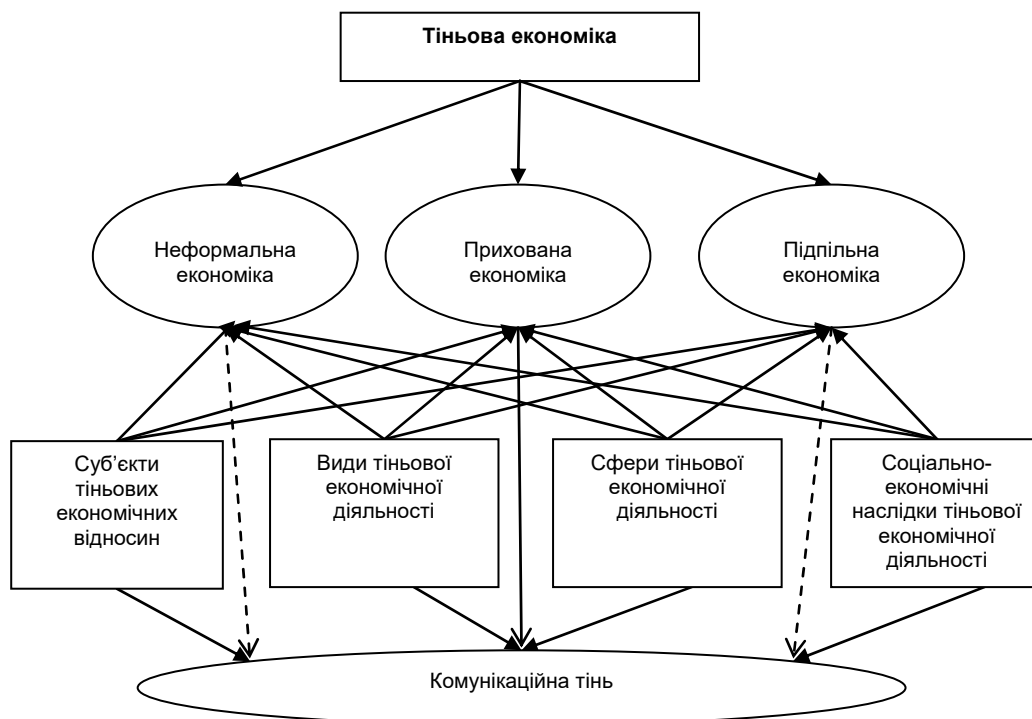 Тіньова економіка
Неформальна
економіка
Прихована
економіка
Підпільна
економіка
Суб’єкти
тіньових
економічних
відносин
Види тіньової
економічної
діяльності
Сфери тіньової
економічної
діяльності
Соціально-
економічні
наслідки тіньової
економічної
діяльності
Комунікаційна тінь